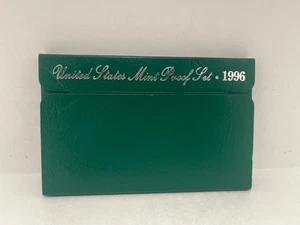 United States Mint Proof Set • 1996